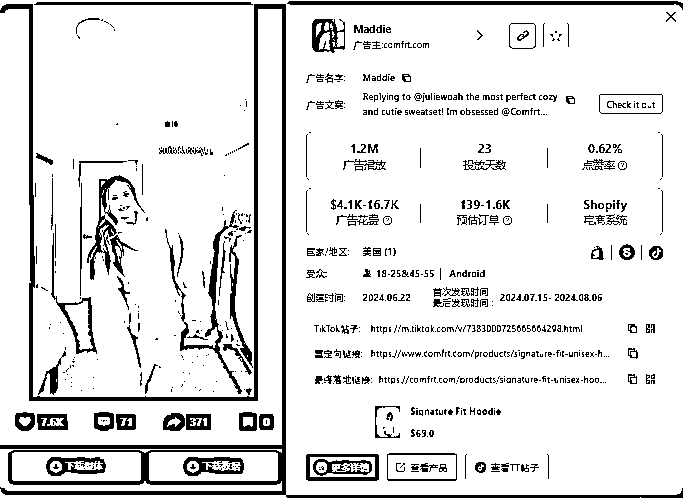 Maddie
广告主:comfrt.com
广告名字: Maddie
广告文案: Replying to @juliewoah the most perfect cozy
and cutie sweatset! Im obsessed @Comfrt...
Check it out
1.2M 23 0.62%
广告播放 投放天数 点赞率
$4.1K-16.7K 139-1.6K Shopify
广告花费 预估订单 电商系统
国家/地区: 美国 (1)
受众: 18-25&45-55 | Android
创建时间: 2024.06.22 首次发现时间
最后发现时间: 2024.07.15- 2024.08.06
TikTok帖子: https://m.tiktok.com/v/7383000725665664298.html
重定向链接: https://www.comfrt.com/products/signature-fit-unisex-h...
最终落地链接: https://comfrt.com/products/signature-fit-unisex-hoo...
Signature Fit Hoodie
$69.0
7.6K 71 371 0
下载媒体 下载数据
更多详情 查看产品 查看TT帖子